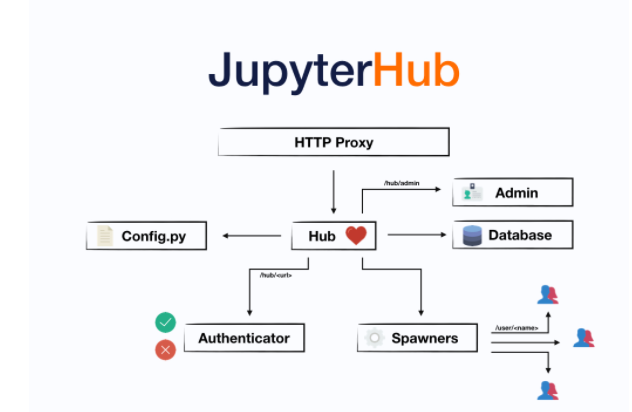 JupyterHub
HTTP Proxy
/hub/admin
Admin
Config.py
Hub
Database
/hub/<url>
Authenticator
Spawners
/user/<name>